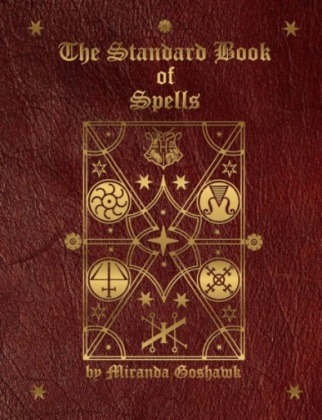 The Standard Book
of
Spells
by Miranda Goshawk